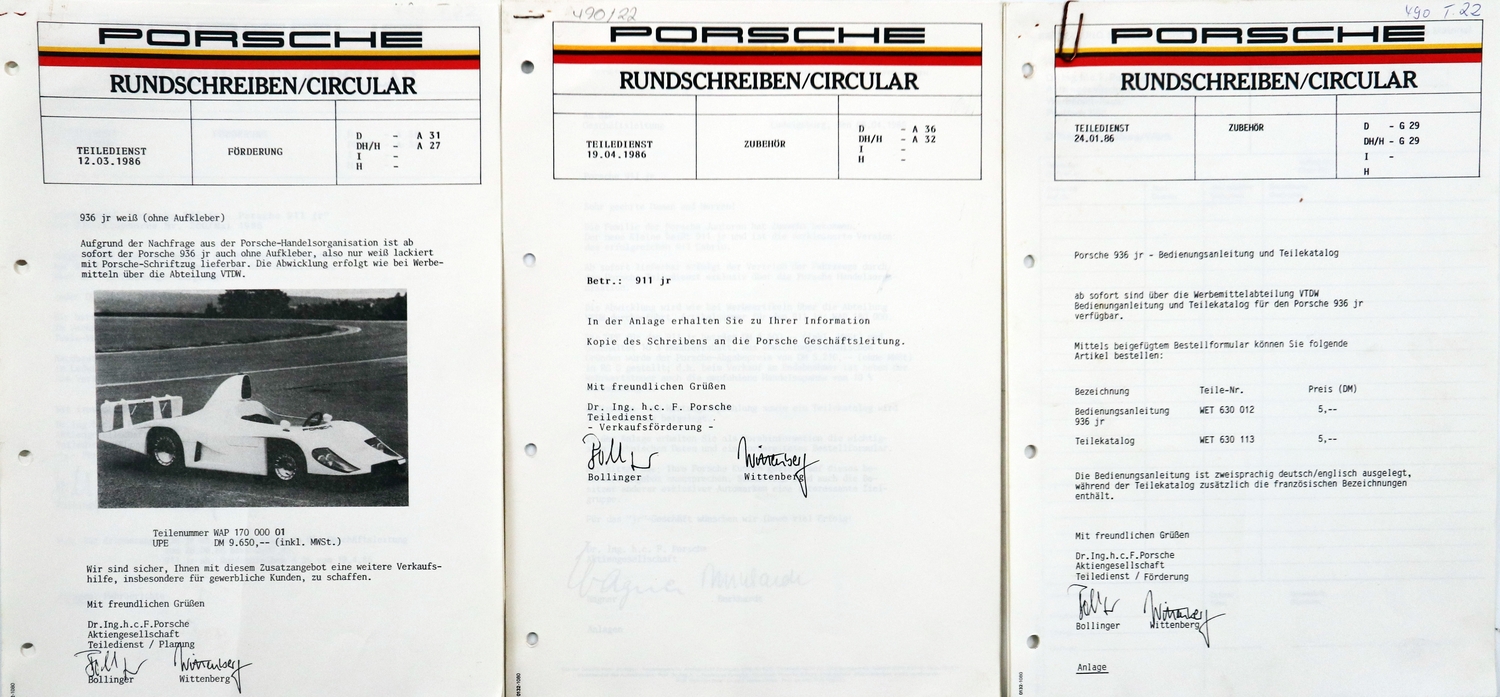 PORSCHE
RUNDSCHREIBEN/CIRCULAR
TEILEDIENST
12.03.1986
FÖRDERUNG
D - A 31
DH/H - A 27
I -
H -
936 jr weiß (ohne Aufkleber)
Aufgrund der Nachfrage aus der Porsche-Handelsorganisation ist ab
sofort der Porsche 936 jr auch ohne Aufkleber, also nur weiß lackiert
mit Porsche-Schriftzug lieferbar. Die Abwicklung erfolgt wie bei Werbe-
mitteln über die Abteilung VTDW.
Teilenummer WAP 170 000 01
UPE DM 9.650,-- (inkl. MWSt.)
Wir sind sicher, Ihnen mit diesem Zusatzangebot eine weitere Verkaufs-
hilfe, insbesondere für gewerbliche Kunden, zu schaffen.
Mit freundlichen Grüßen
Dr.Ing.h.c.F.Porsche
Aktiengesellschaft
Teiledienst / Planung
Bollinger Wittenberg
490/22
PORSCHE
RUNDSCHREIBEN/CIRCULAR
TEILEDIENST
19.04.1986
ZUBEHÖR
D - A 36
DH/H - A 32
I -
H -
Betr.: 911 jr
In der Anlage erhalten Sie zu Ihrer Information
Kopie des Schreibens an die Porsche Geschäftsleitung.
Mit freundlichen Grüßen
Dr. Ing. h.c. F. Porsche
Teiledienst
- Verkaufsförderung -
Bollinger Wittenberg
490 T.22
PORSCHE
RUNDSCHREIBEN/CIRCULAR
TEILEDIENST
24.01.86
ZUBEHÖR
D - G 29
DH/H - G 29
I -
H
Porsche 936 jr - Bedienungsanleitung und Teilekatalog
ab sofort sind über die Werbemittelabteilung VTDW
Bedienunganleitung und Teilekatalog für den Porsche 936 jr
verfügbar.
Mittels beigefügtem Bestellformular können Sie folgende
Artikel bestellen:
Bezeichnung Teile-Nr. Preis (DM)
Bedienungsanleitung WET 630 012 5,--
936 jr
Teilekatalog WET 630 113 5,--
Die Bedienungsanleitung ist zweisprachig deutsch/englisch ausgelegt,
während der Teilekatalog zusätzlich die französischen Bezeichnungen
enthält.
Mit freundlichen Grüßen
Dr.Ing.h.c.F.Porsche
Aktiengesellschaft
Teiledienst / Förderung
Bollinger Wittenberg
Anlage